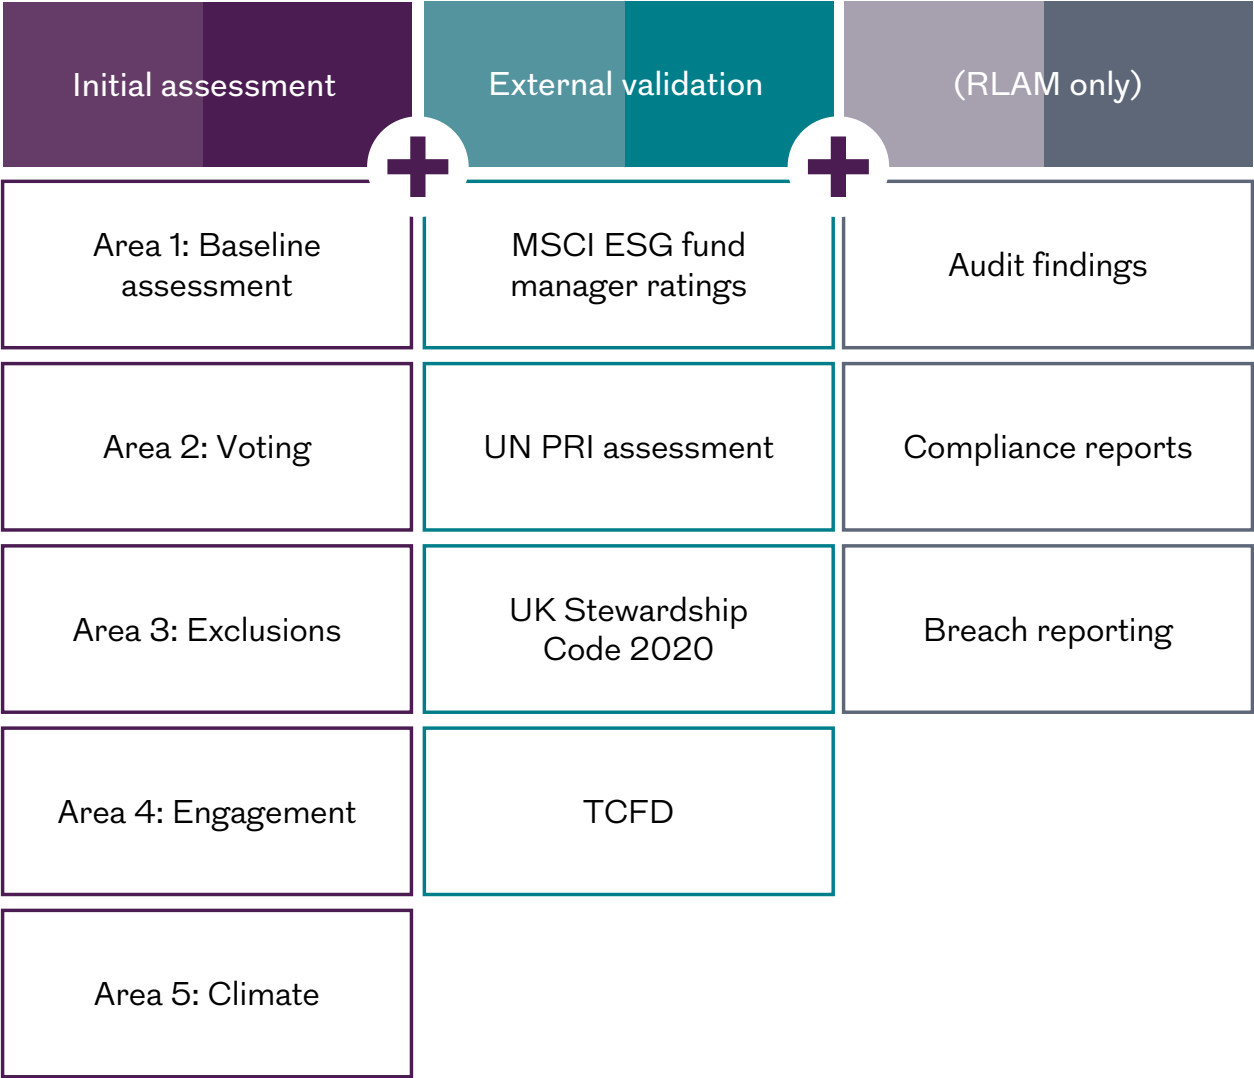 Initial assessment
External validation
(RLAM only)
Area 1: Baseline
assessment
MSCI ESG fund
manager ratings
Audit findings
Area 2: Voting
UN PRI assessment
Compliance reports
Area 3: Exclusions
UK Stewardship
Code 2020
Breach reporting
Area 4: Engagement
TCFD
Area 5: Climate